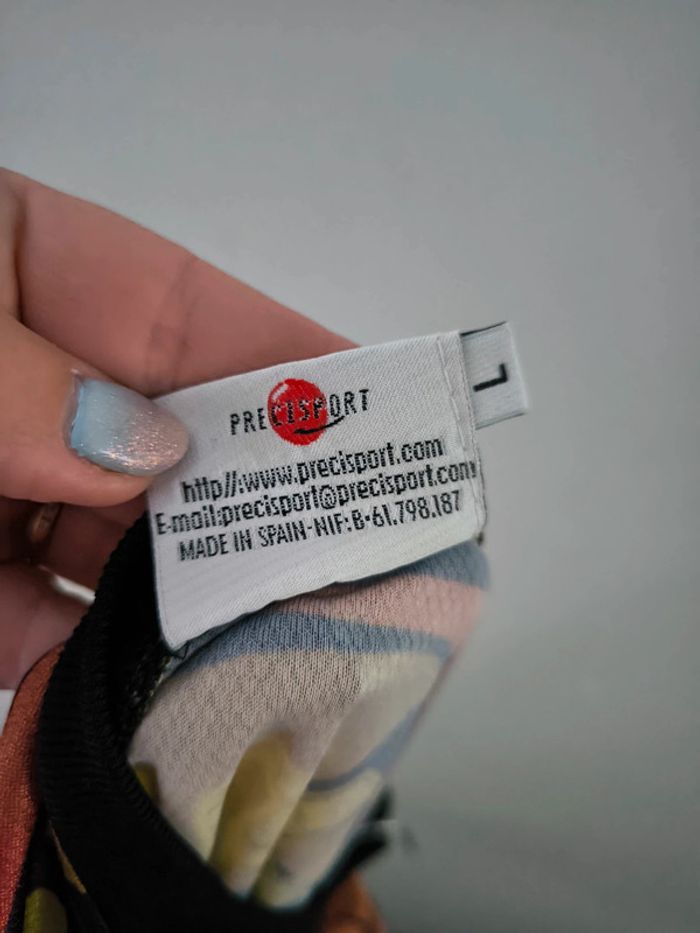 PRECISPORT
L
http//:www.precisport.com
E-mail:precisport@precisport.com
MADE IN SPAIN-NIF:B-61.798.187